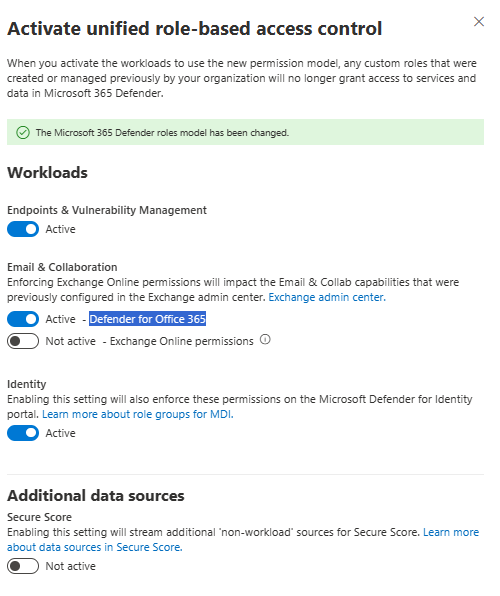 Activate unified role-based access control
When you activate the workloads to use the new permission model, any custom roles that were
created or managed previously by your organization will no longer grant access to services and
data in Microsoft 365 Defender.
The Microsoft 365 Defender roles model has been changed.
Workloads
Endpoints & Vulnerability Management
Active
Email & Collaboration
Enforcing Exchange Online permissions will impact the Email & Collab capabilities that were
previously configured in the Exchange admin center. Exchange admin center.
Active - Defender for Office 365
Not active - Exchange Online permissions
Identity
Enabling this setting will also enforce these permissions on the Microsoft Defender for Identity
portal. Learn more about role groups for MDI.
Active
Additional data sources
Secure Score
Enabling this setting will stream additional 'non-workload' sources for Secure Score. Learn more
about data sources in Secure Score.
Not active